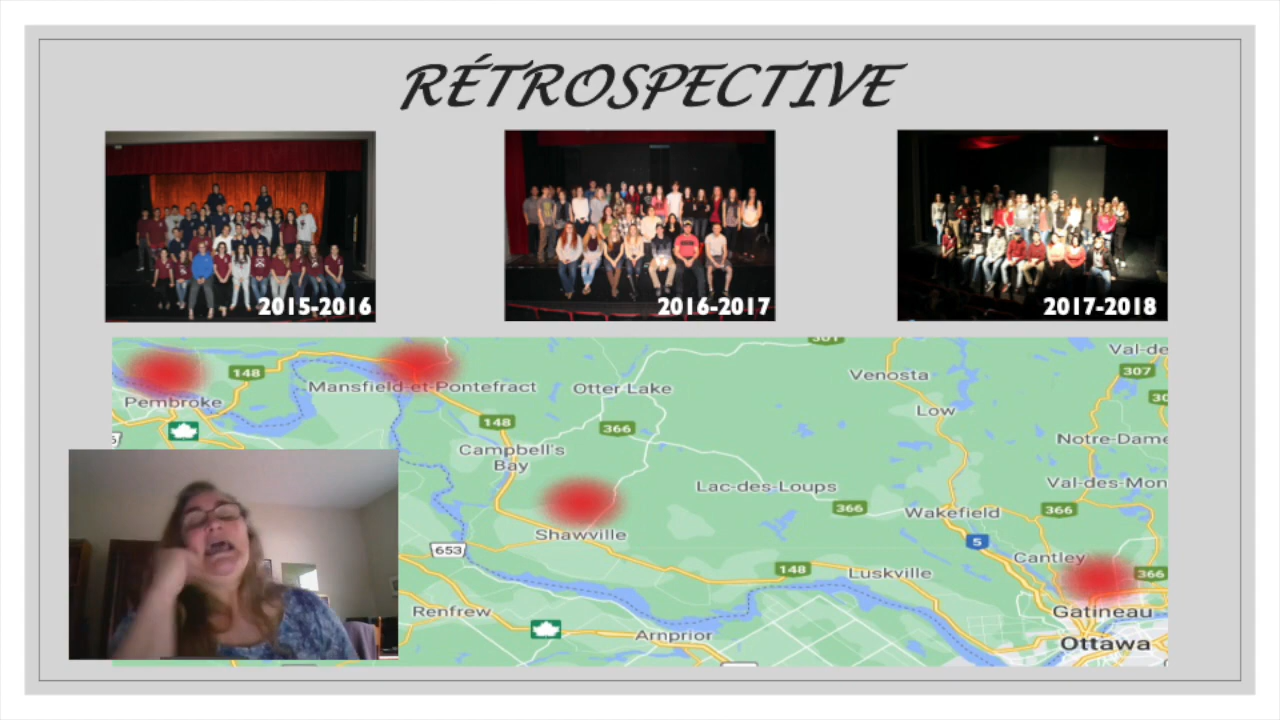 RÉTROSPECTIVE
2015-2016
2016-2017
2017-2018
301
Val-de
148
307
Mansfield-et-Pontefract
Otter Lake
Venosta
Pembroke
Low
148
366
Notre-Dame
Campbell's
Bay
Lac-des-Loups
Val-des-Mon
366
Wakefield
366
Shawville
5
653
Cantley
148
Luskville
366
Renfrew
Gatineau
Arnprior
Ottawa